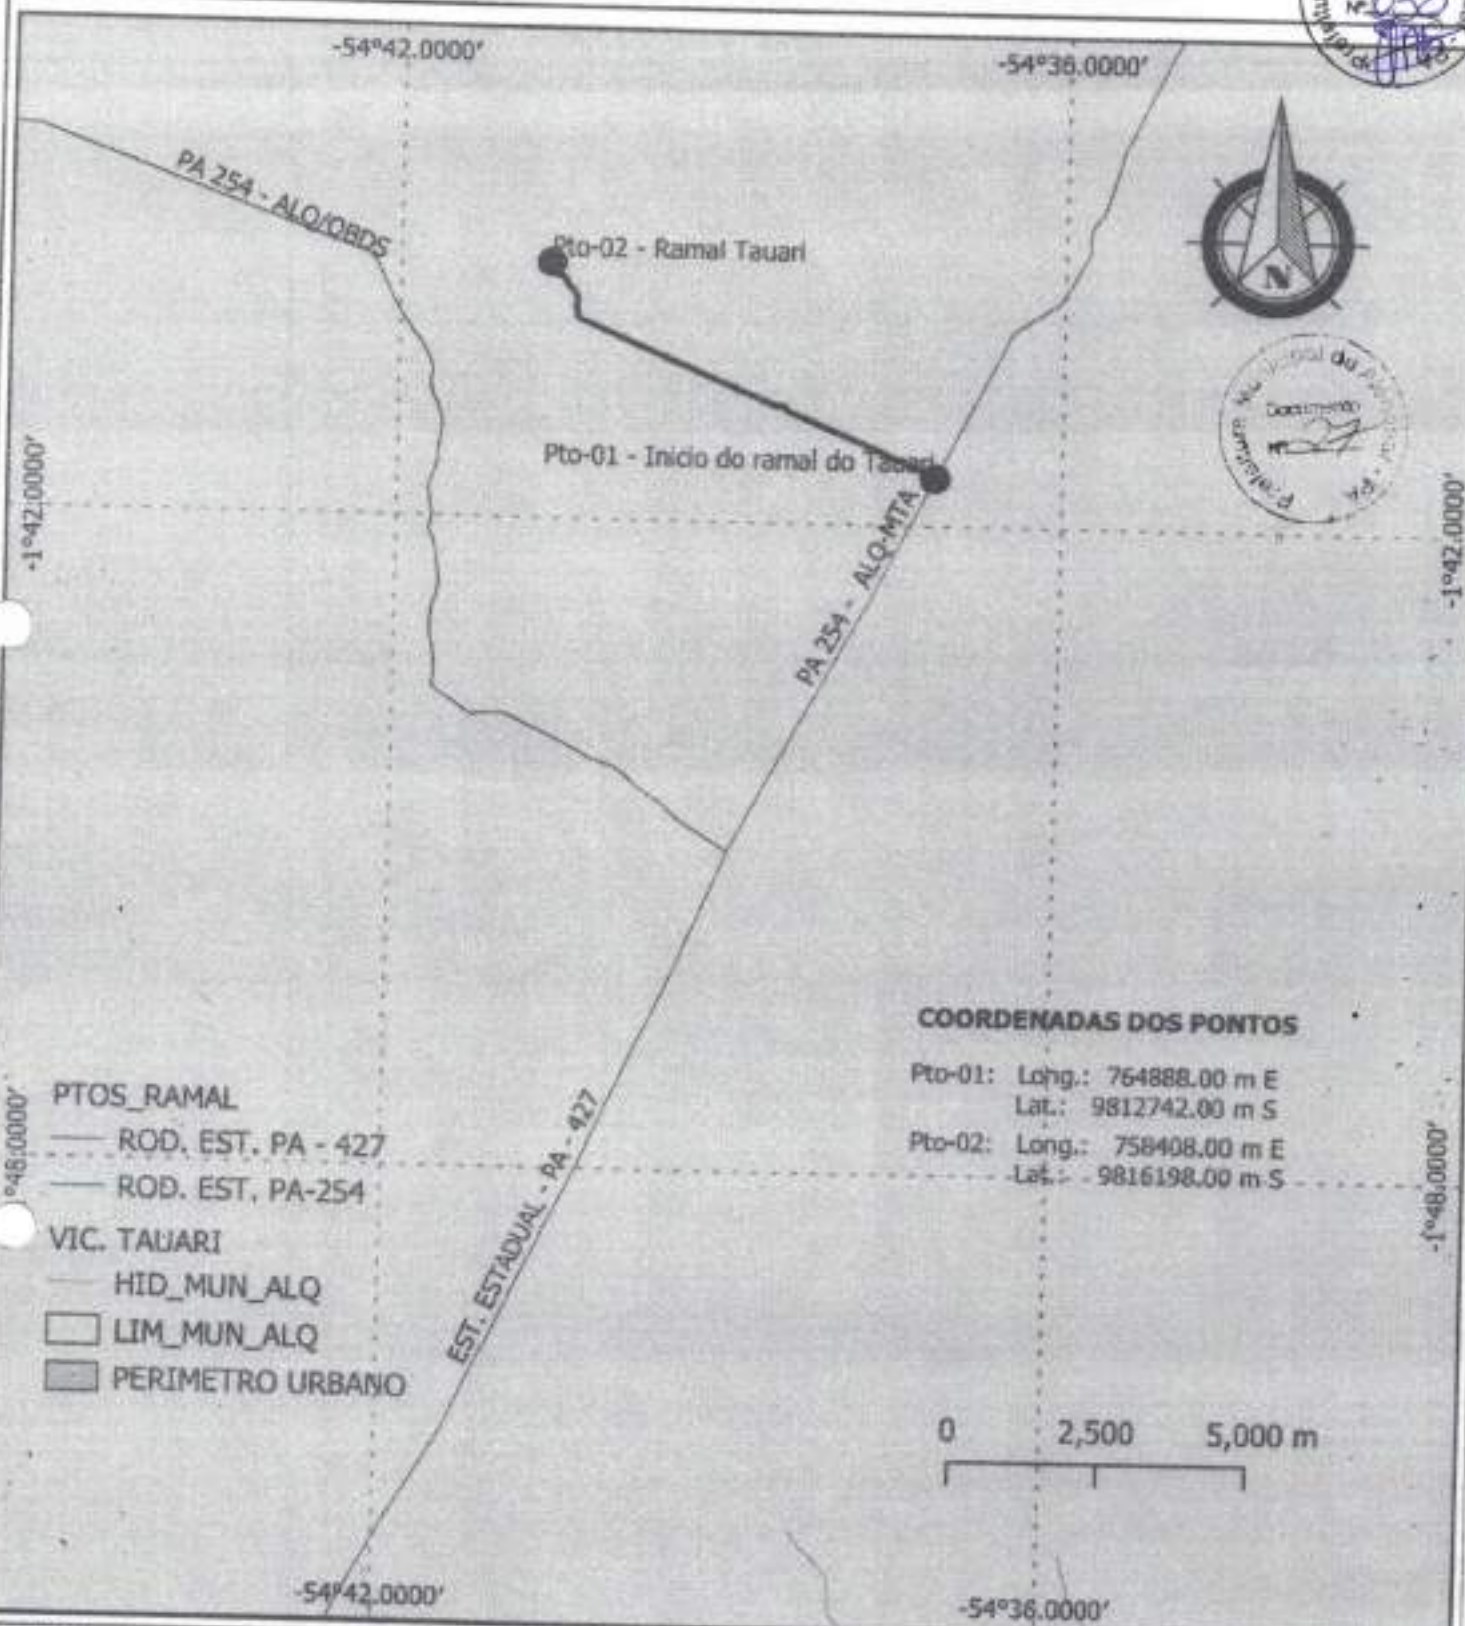 -54°42.0000'
-54°36.0000'
PA 254 - ALQ/OBDS
Pto-02 - Ramal Tauari
N
Documento
Pto-01 - Inicio do ramal do Tauari
-1°42.0000'
-1°42.0000'
PA 254 - ALQ-MTA
COORDENADAS DOS PONTOS
Pto-01: Long.: 764888.00 m E
Lat.: 9812742.00 m S
Pto-02: Long.: 758408.00 m E
Lat.: 9816198.00 m S
PTOS_RAMAL
ROD. EST. PA - 427
ROD. EST. PA-254
VIC. TAUARI
HID_MUN_ALQ
LIM_MUN_ALQ
PERIMETRO URBANO
°48.0000'
-1°48.0000'
EST. ESTADUAL - PA - 427
0 2,500 5,000 m
-54°42.0000'
-54°36.0000'